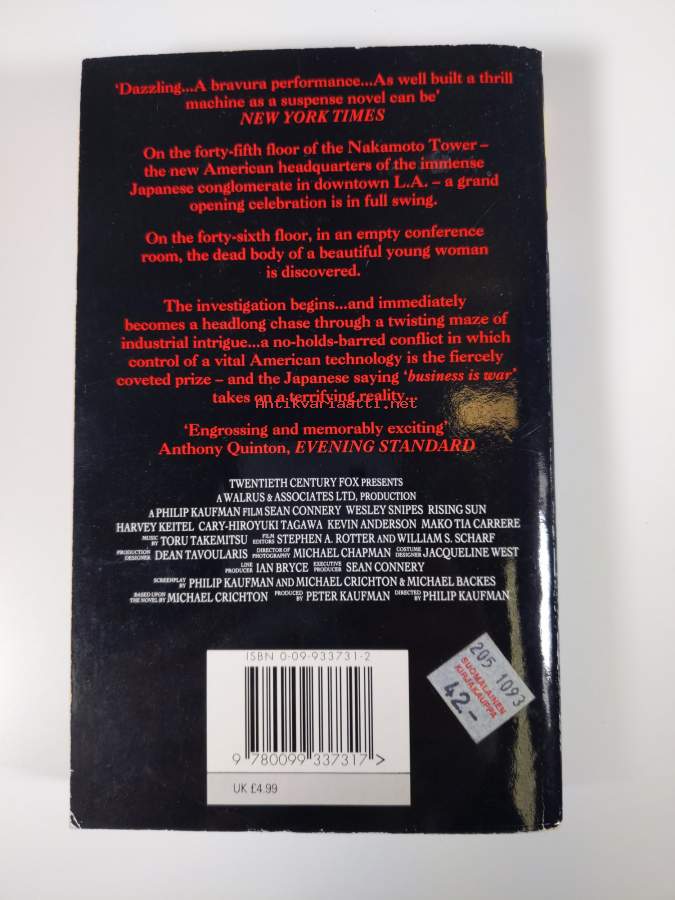 ‘Dazzling...A bravura performance...As well built a thrill
machine as a suspense novel can be’
NEW YORK TIMES
On the forty-fifth floor of the Nakamoto Tower –
the new American headquarters of the immense
Japanese conglomerate in downtown L.A. – a grand
opening celebration is in full swing.
On the forty-sixth floor, in an empty conference
room, the dead body of a beautiful young woman
is discovered.
The investigation begins...and immediately
becomes a headlong chase through a twisting maze of
industrial intrigue...a no-holds-barred conflict in which
control of a vital American technology is the fiercely
coveted prize – and the Japanese saying ‘business is war’
takes on a terrifying reality...
Antikvariaatti.net
‘Engrossing and memorably exciting’
Anthony Quinton, EVENING STANDARD
TWENTIETH CENTURY FOX PRESENTS
A WALRUS & ASSOCIATES LTD, PRODUCTION
A PHILIP KAUFMAN FILM SEAN CONNERY WESLEY SNIPES RISING SUN
HARVEY KEITEL CARY-HIROYUKI TAGAWA KEVIN ANDERSON MAKO TIA CARRERE
MUSIC BY TORU TAKEMITSU FILM EDITORS STEPHEN A. ROTTER AND WILLIAM S. SCHARF
PRODUCTION DESIGNER DEAN TAVOULARIS DIRECTOR OF PHOTOGRAPHY MICHAEL CHAPMAN COSTUME DESIGNER JACQUELINE WEST
LINE PRODUCER IAN BRYCE EXECUTIVE PRODUCER SEAN CONNERY
SCREENPLAY BY PHILIP KAUFMAN AND MICHAEL CRICHTON & MICHAEL BACKES
BASED UPON THE NOVEL BY MICHAEL CRICHTON PRODUCED BY PETER KAUFMAN DIRECTED BY PHILIP KAUFMAN
ISBN 0-09-933731-2
9 780099 337317 >
UK £4.99
205 1093
SUOMALAINEN
KIRJAKAUPPA
42.-